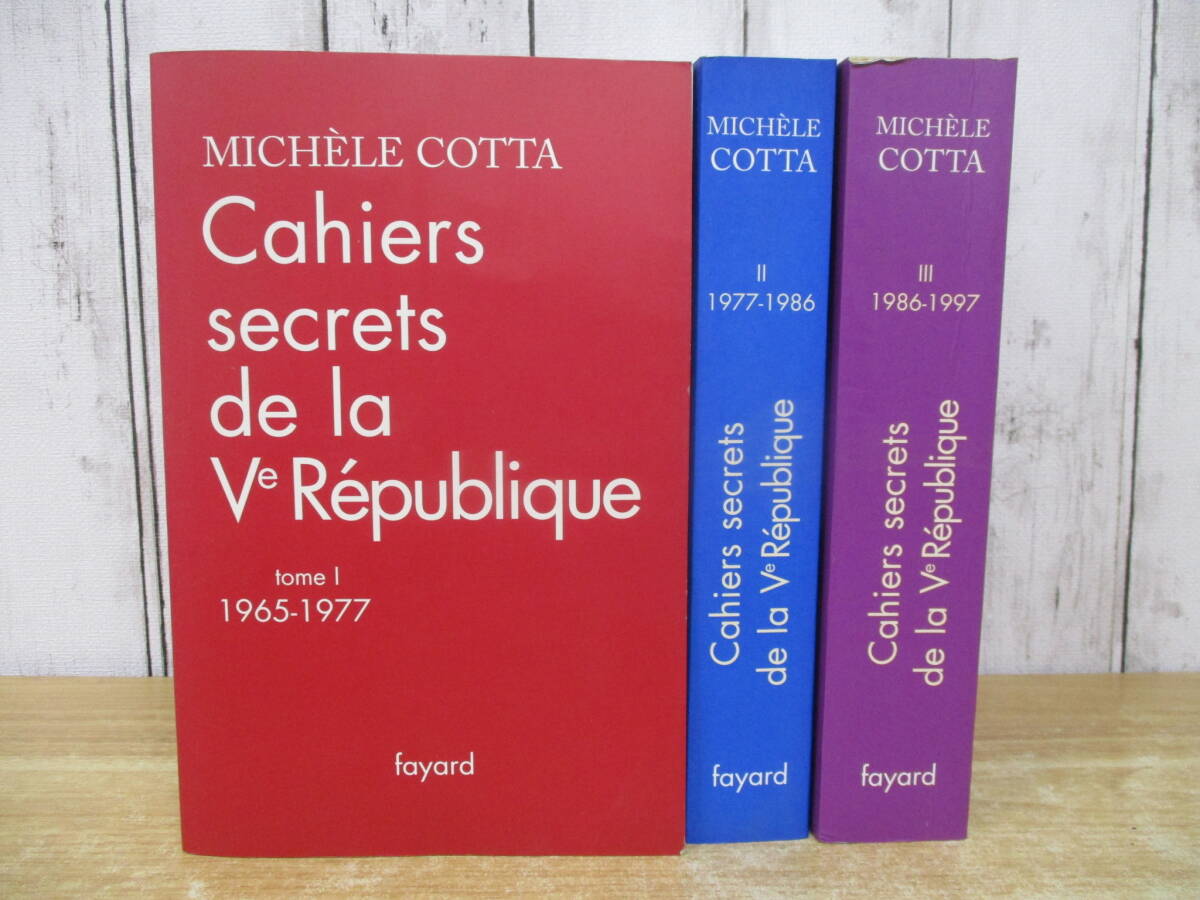 MICHÈLE COTTA
Cahiers
secrets
de la
Ve République
tome I
1965-1977
fayard
MICHÈLE
COTTA
II
1977-1986
Cahiers secrets
de la Ve République
fayard
MICHÈLE
COTTA
III
1986-1997
Cahiers secrets
de la Ve République
fayard